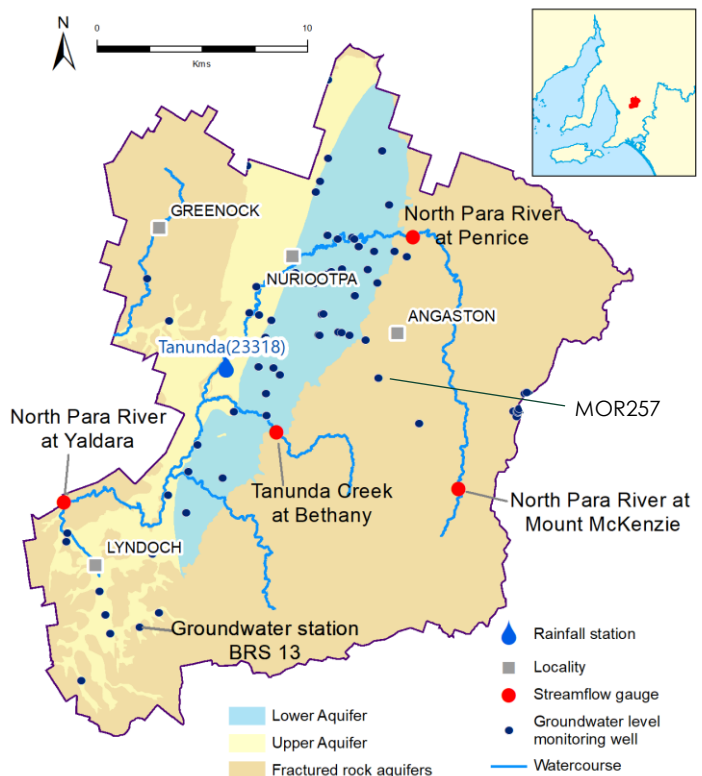 N
0
10
Kms
GREENOCK
North Para River
at Penrice
NURIOOTPA
ANGASTON
Tanunda(23318)
MOR257
North Para River
at Yaldara
Tanunda Creek
at Bethany
North Para River at
Mount McKenzie
LYNDOCH
Groundwater station
BRS 13
Rainfall station
Locality
Streamflow gauge
Groundwater level
monitoring well
Watercourse
Lower Aquifer
Upper Aquifer
Fractured rock aquifers